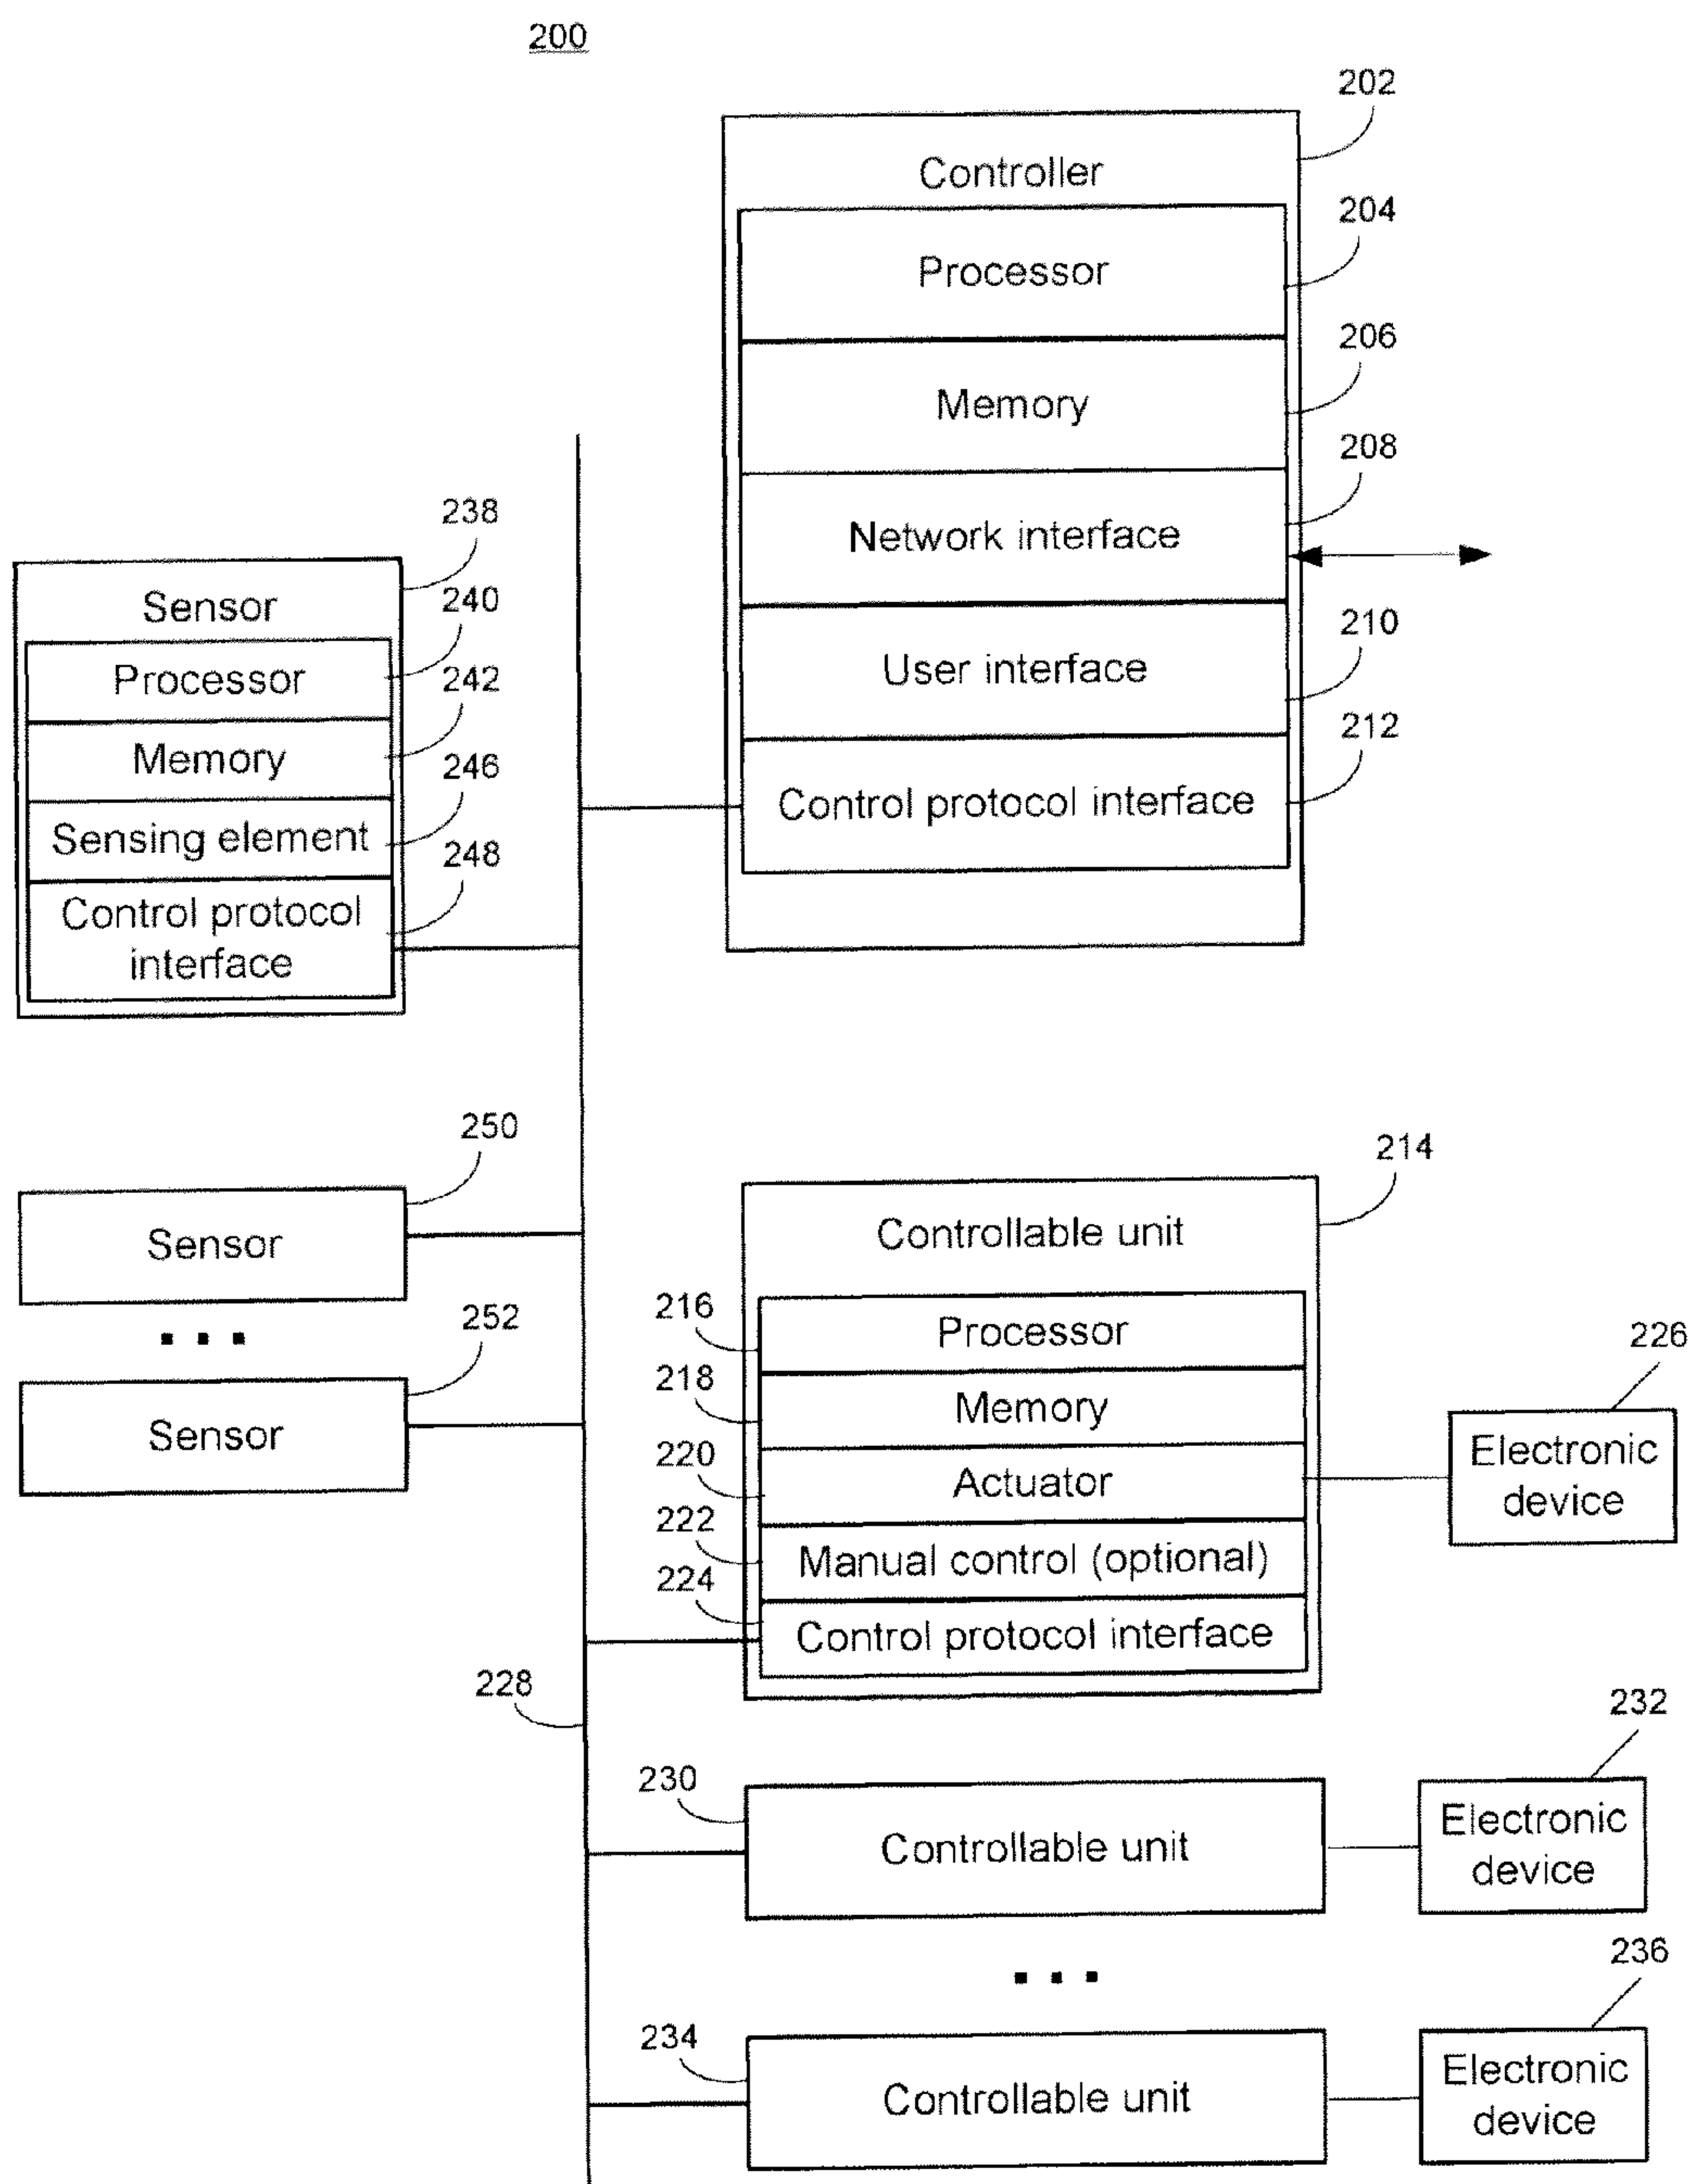 200
202
Controller
204
Processor
206
Memory
208
Network interface
210
User interface
212
Control protocol interface
238
Sensor
240
Processor
242
Memory
246
Sensing element
248
Control protocol
interface
250
Sensor
252
Sensor
214
Controllable unit
216
Processor
218
Memory
220
Actuator
222
Manual control (optional)
224
Control protocol interface
226
Electronic
device
228
230
Controllable unit
232
Electronic
device
234
Controllable unit
236
Electronic
device